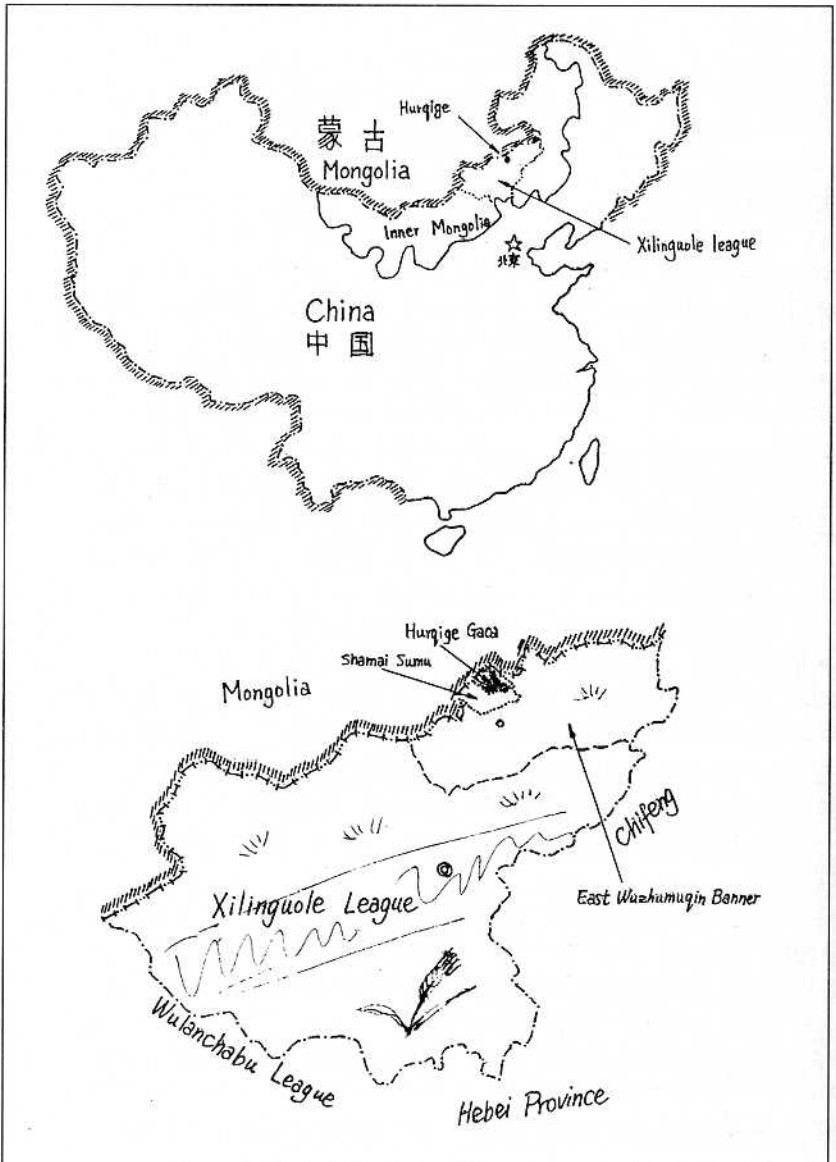 Hurqige
蒙古
Mongolia
Inner Mongolia
Xilinguole league
北京
China
中国
Hurqige Gaca
Shamai Sumu
Mongolia
Chifeng
East Wuzhumuqin Banner
Xilinguole League
Wulanchabu League
Hebei Province